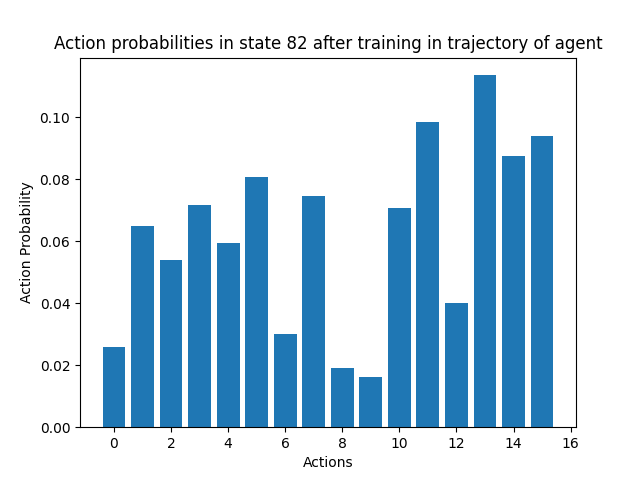 Action probabilities in state 82 after training in trajectory of agent
Action Probability
0.10
0.08
0.06
0.04
0.02
0.00
0 2 4 6 8 10 12 14 16
Actions